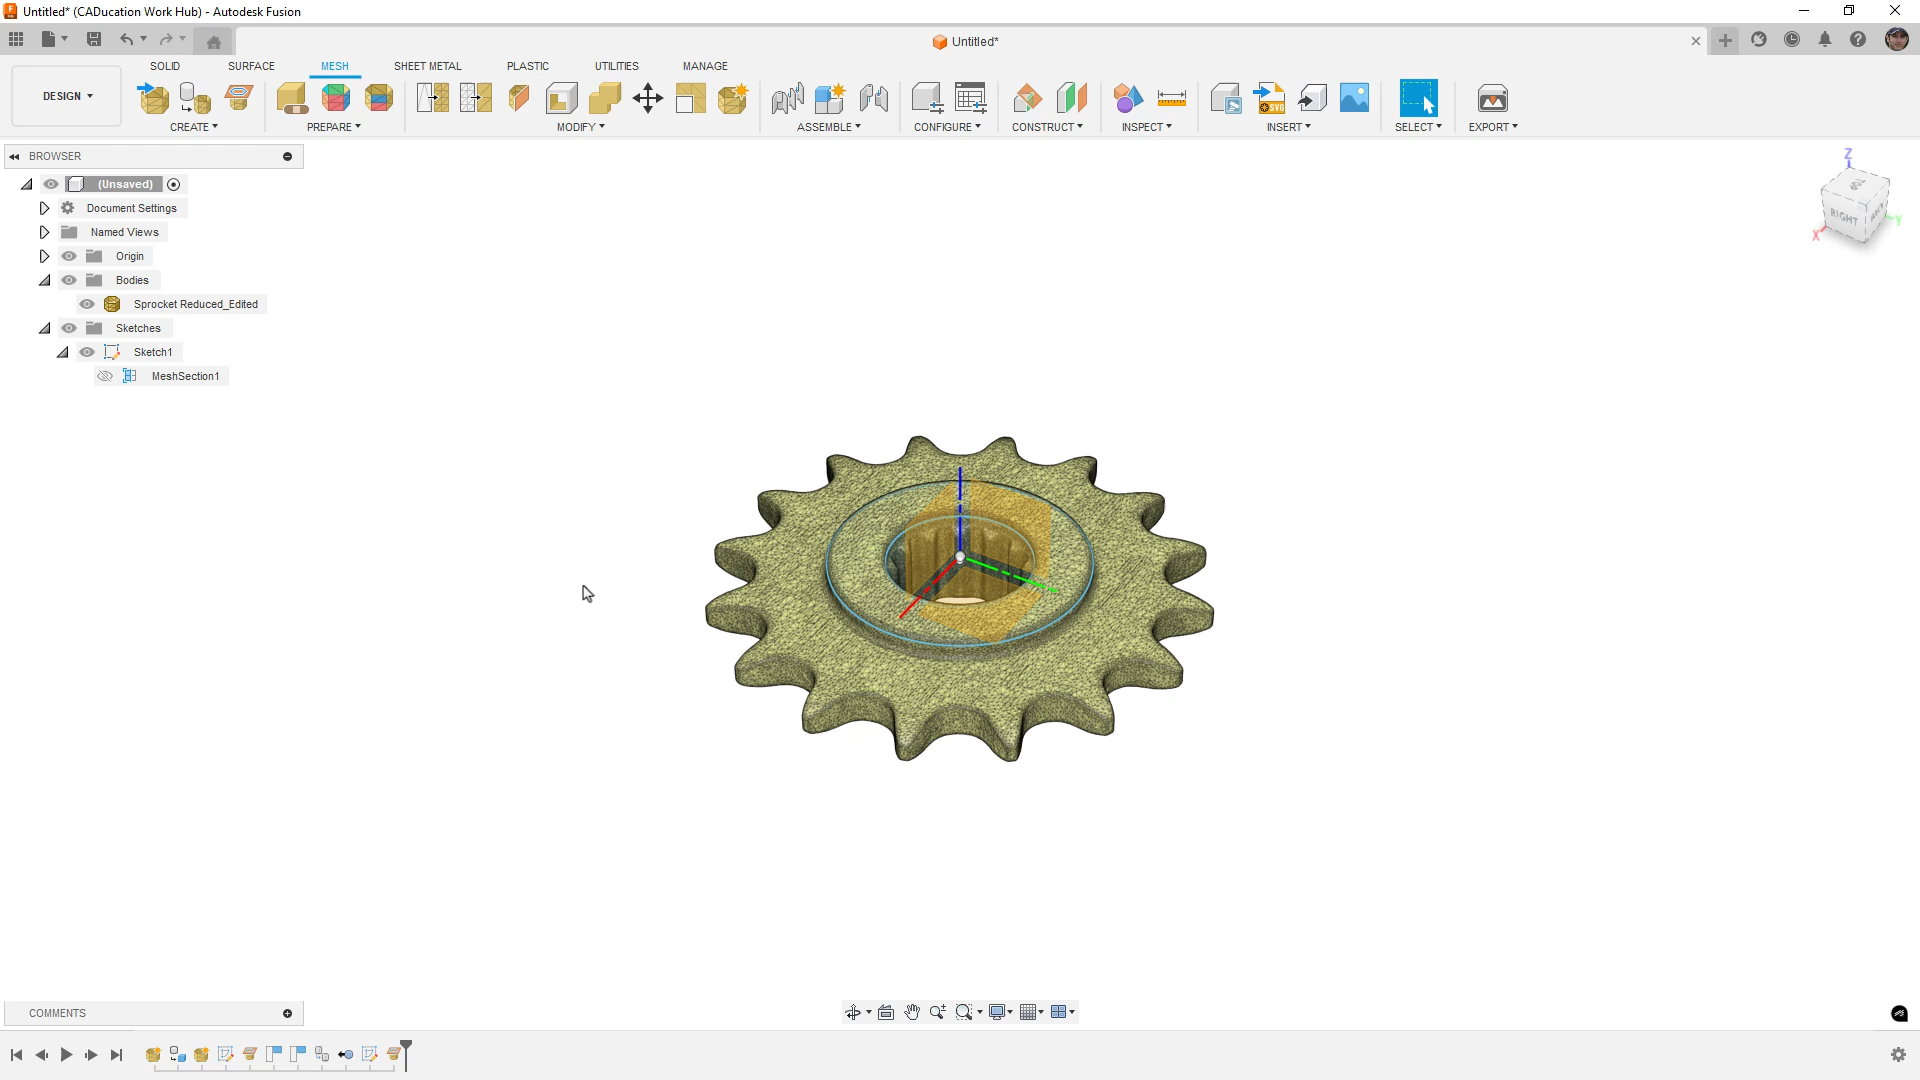 Untitled* (CADucation Work Hub) - Autodesk Fusion
Untitled*
SOLID SURFACE MESH SHEET METAL PLASTIC UTILITIES MANAGE
DESIGN
CREATE PREPARE MODIFY ASSEMBLE CONFIGURE CONSTRUCT INSPECT INSERT SELECT EXPORT
BROWSER
(Unsaved)
Document Settings
Named Views
Origin
Bodies
Sprocket Reduced_Edited
Sketches
Sketch1
MeshSection1
Z
TOP
RIGHT
X
Y
COMMENTS